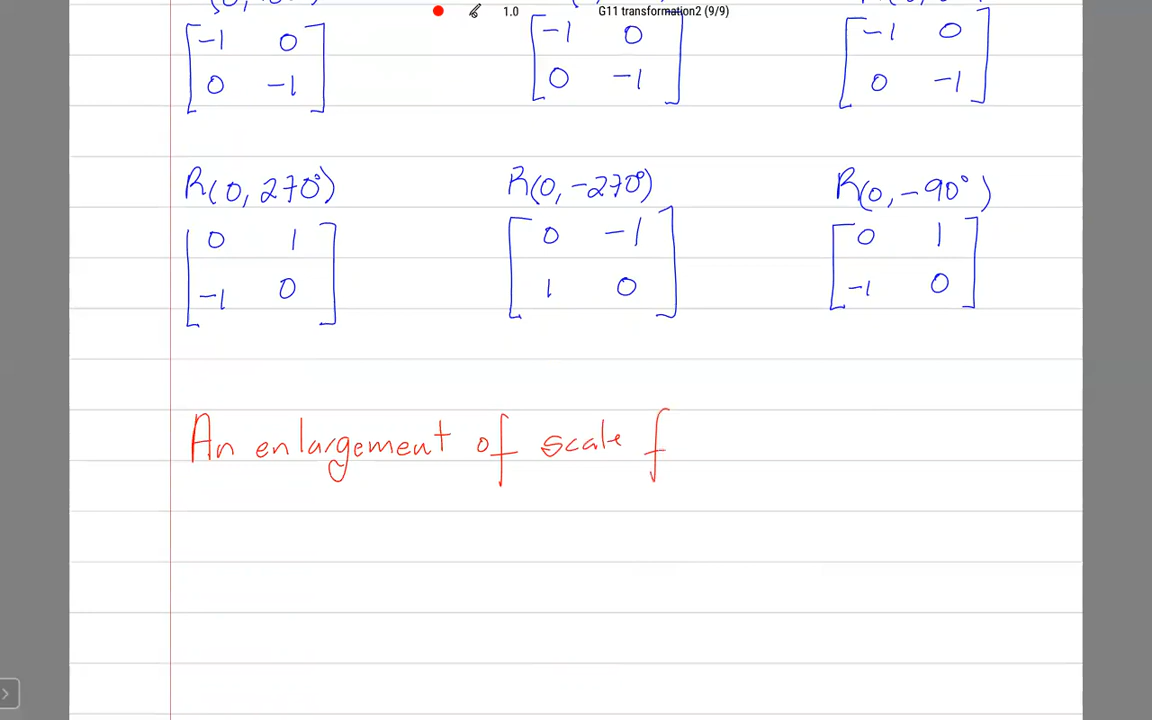 1.0 G11 transformation2 (9/9)
-1 0 -1 0 -1 0
0 -1 0 -1 0 -1
R(0, 270°) R(0, -270°) R(0, -90°)
0 1 0 -1 0 1
-1 0 1 0 -1 0
An enlargement of scale f